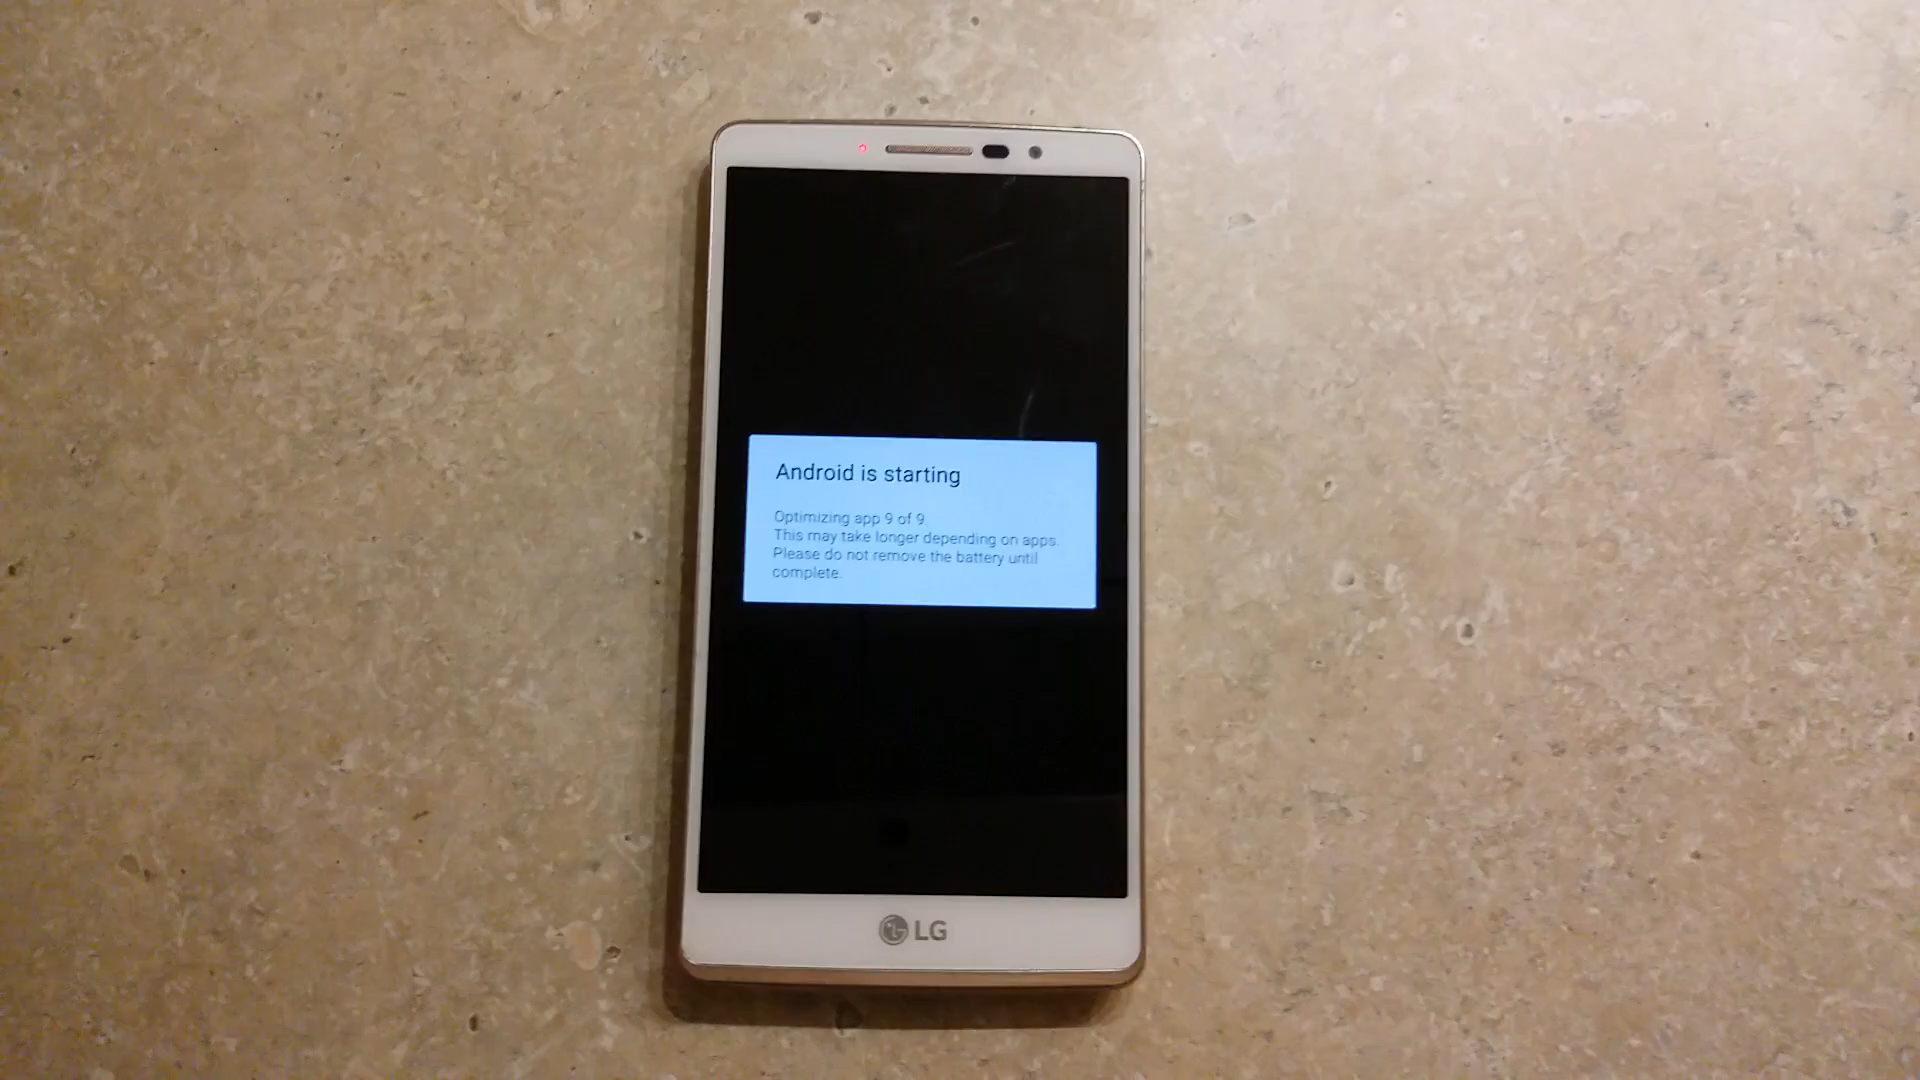 Android is starting
Optimizing app 9 of 9.
This may take longer depending on apps.
Please do not remove the battery until
complete.
LG